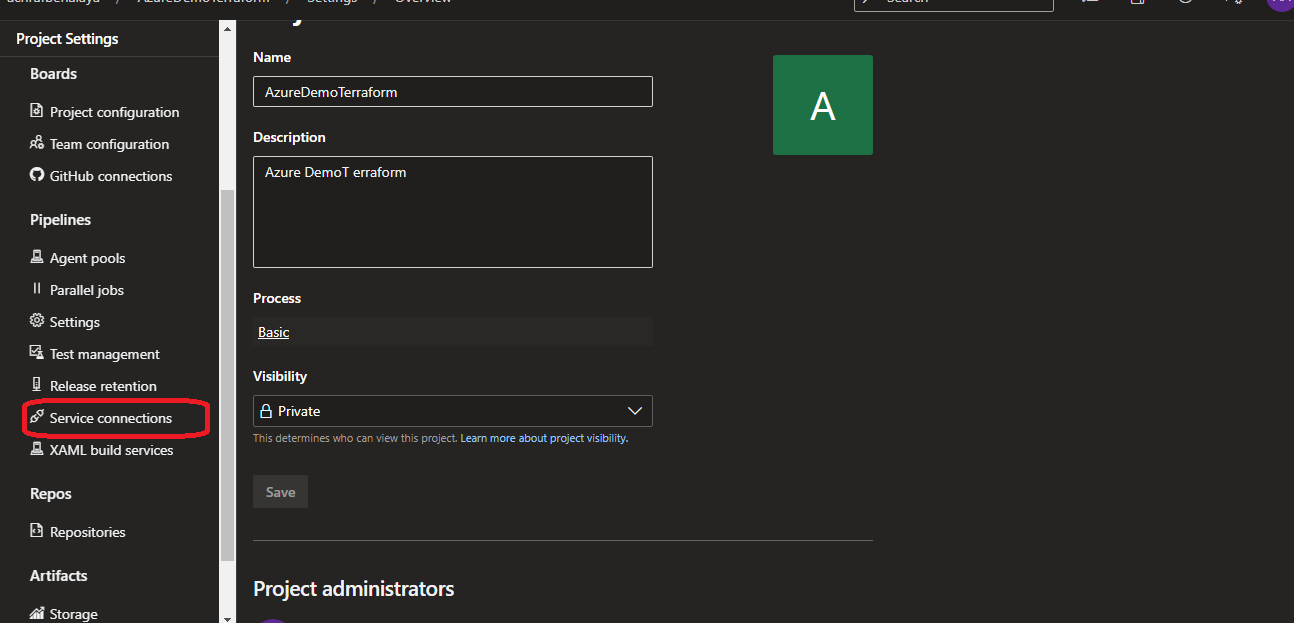 AzureDemoTerraform / Settings / Overview
Search
Project Settings
Boards
Project configuration
Team configuration
GitHub connections
Pipelines
Agent pools
Parallel jobs
Settings
Test management
Release retention
Service connections
XAML build services
Repos
Repositories
Artifacts
Storage
Name
AzureDemoTerraform
Description
Azure DemoT erraform
Process
Basic
Visibility
Private
This determines who can view this project. Learn more about project visibility.
Save
Project administrators
A